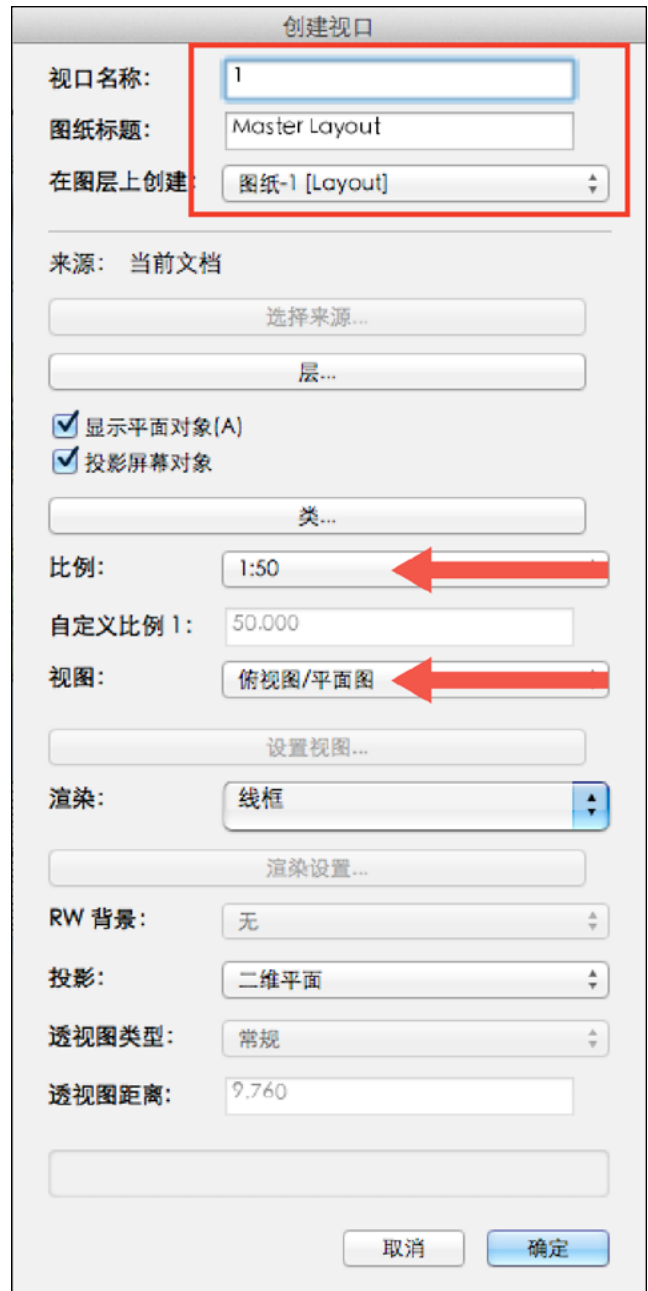 创建视口
视口名称: 1
图纸标题: Master Layout
在图层上创建: 图纸-1 [Layout]
来源: 当前文档
选择来源...
层...
显示平面对象(A)
投影屏幕对象
类...
比例: 1:50
自定义比例 1: 50.000
视图: 俯视图/平面图
设置视图...
渲染: 线框
渲染设置...
RW 背景: 无
投影: 二维平面
透视图类型: 常规
透视图距离: 9.760
取消 确定